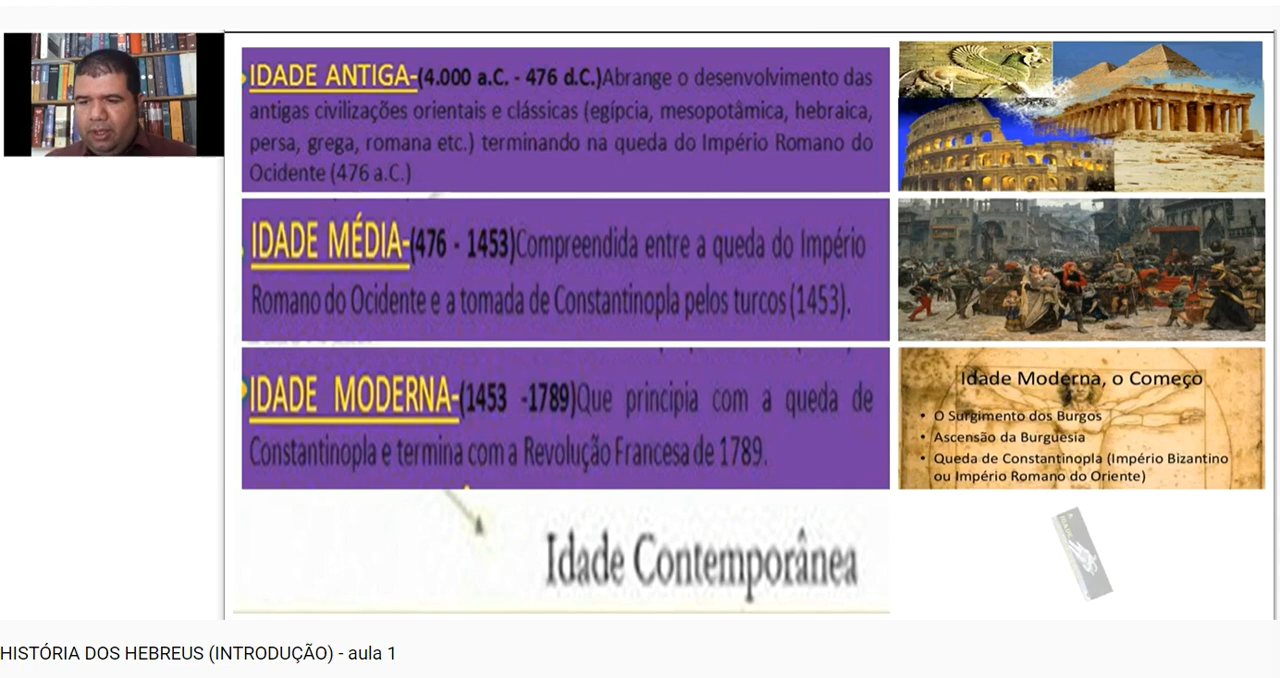 IDADE ANTIGA-(4.000 a.C. - 476 d.C.)Abrange o desenvolvimento das
antigas civilizações orientais e clássicas (egípcia, mesopotâmica, hebraica,
persa, grega, romana etc.) terminando na queda do Império Romano do
Ocidente (476 a.C.)
IDADE MÉDIA-(476 - 1453)Compreendida entre a queda do Império
Romano do Ocidente e a tomada de Constantinopla pelos turcos (1453).
IDADE MODERNA-(1453 -1789)Que principia com a queda de
Constantinopla e termina com a Revolução Francesa de 1789.
Idade Moderna, o Começo
• O Surgimento dos Burgos
• Ascensão da Burguesia
• Queda de Constantinopla (Império Bizantino
ou Império Romano do Oriente)
Idade Contemporânea
HISTÓRIA DOS HEBREUS (INTRODUÇÃO) - aula 1